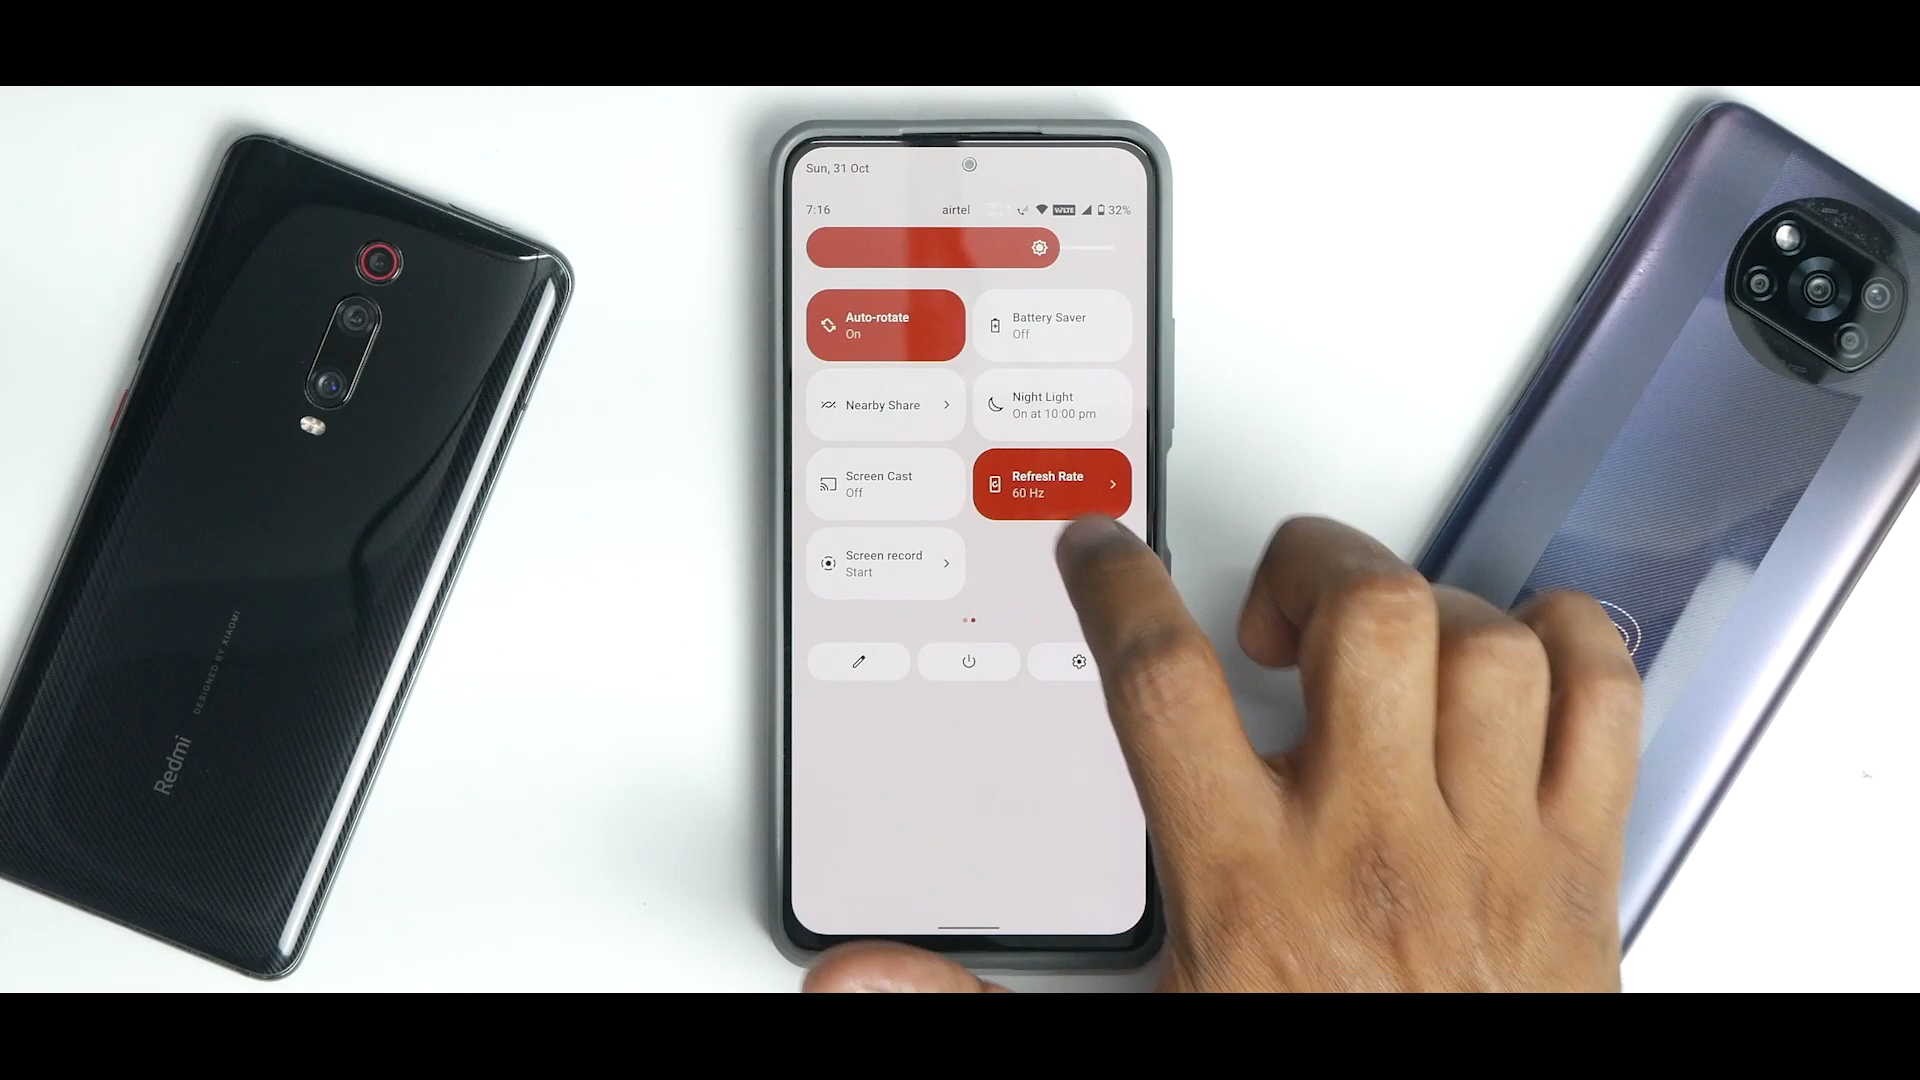 Sun, 31 Oct
7:16 airtel VoLTE 32%
Auto-rotate
On
Battery Saver
Off
Nearby Share
Night Light
On at 10:00 pm
Screen Cast
Off
Refresh Rate
60 Hz
Screen record
Start
Redmi
DESIGNED BY XIAOMI